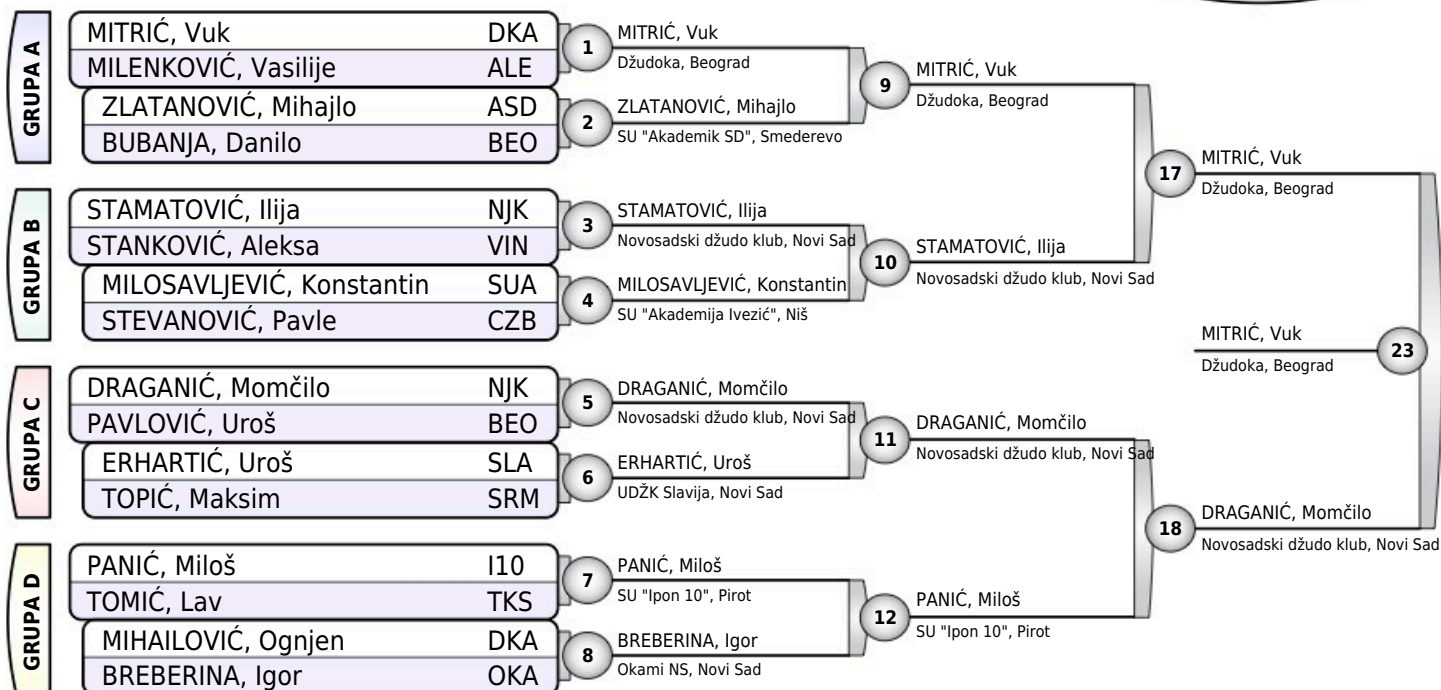 GRUPA A
MITRIĆ, Vuk DKA
MILENKOVIĆ, Vasilije ALE
ZLATANOVIĆ, Mihajlo ASD
BUBANJA, Danilo BEO
GRUPA B
STAMATOVIĆ, Ilija NJK
STANKOVIĆ, Aleksa VIN
MILOSAVLJEVIĆ, Konstantin SUA
STEVANOVIĆ, Pavle CZB
GRUPA C
DRAGANIĆ, Momčilo NJK
PAVLOVIĆ, Uroš BEO
ERHARTIĆ, Uroš SLA
TOPIĆ, Maksim SRM
GRUPA D
PANIĆ, Miloš I10
TOMIĆ, Lav TKS
MIHAILOVIĆ, Ognjen DKA
BREBERINA, Igor OKA
1 MITRIĆ, Vuk
Džudoka, Beograd
2 ZLATANOVIĆ, Mihajlo
SU "Akademik SD", Smederevo
3 STAMATOVIĆ, Ilija
Novosadski džudo klub, Novi Sad
4 MILOSAVLJEVIĆ, Konstantin
SU "Akademija Ivezić", Niš
5 DRAGANIĆ, Momčilo
Novosadski džudo klub, Novi Sad
6 ERHARTIĆ, Uroš
UDŽK Slavija, Novi Sad
7 PANIĆ, Miloš
SU "Ipon 10", Pirot
8 BREBERINA, Igor
Okami NS, Novi Sad
9 MITRIĆ, Vuk
Džudoka, Beograd
10 STAMATOVIĆ, Ilija
Novosadski džudo klub, Novi Sad
11 DRAGANIĆ, Momčilo
Novosadski džudo klub, Novi Sad
12 PANIĆ, Miloš
SU "Ipon 10", Pirot
17 MITRIĆ, Vuk
Džudoka, Beograd
18 DRAGANIĆ, Momčilo
Novosadski džudo klub, Novi Sad
MITRIĆ, Vuk 23
Džudoka, Beograd